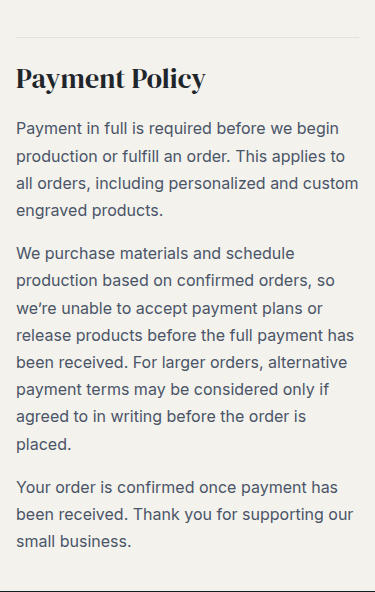 Payment Policy
Payment in full is required before we begin
production or fulfill an order. This applies to
all orders, including personalized and custom
engraved products.
We purchase materials and schedule
production based on confirmed orders, so
we’re unable to accept payment plans or
release products before the full payment has
been received. For larger orders, alternative
payment terms may be considered only if
agreed to in writing before the order is
placed.
Your order is confirmed once payment has
been received. Thank you for supporting our
small business.